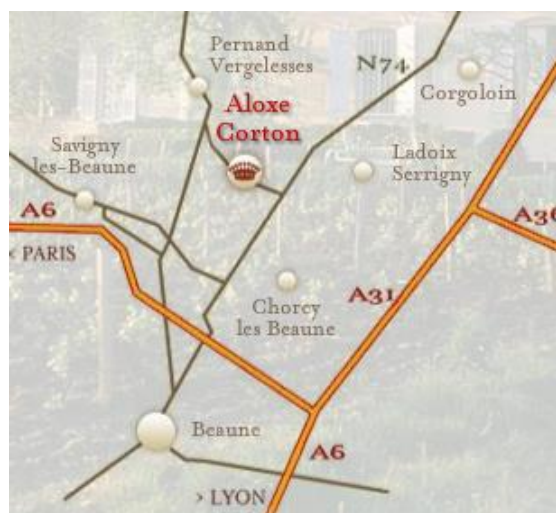 Pernand
Vergelesses
N74
Corgoloin
Aloxe
Corton
Savigny
les-Beaune
Ladoix
Serrigny
A6
A36
‹ PARIS
A31
Chorey
les Beaune
Beaune
A6
› LYON